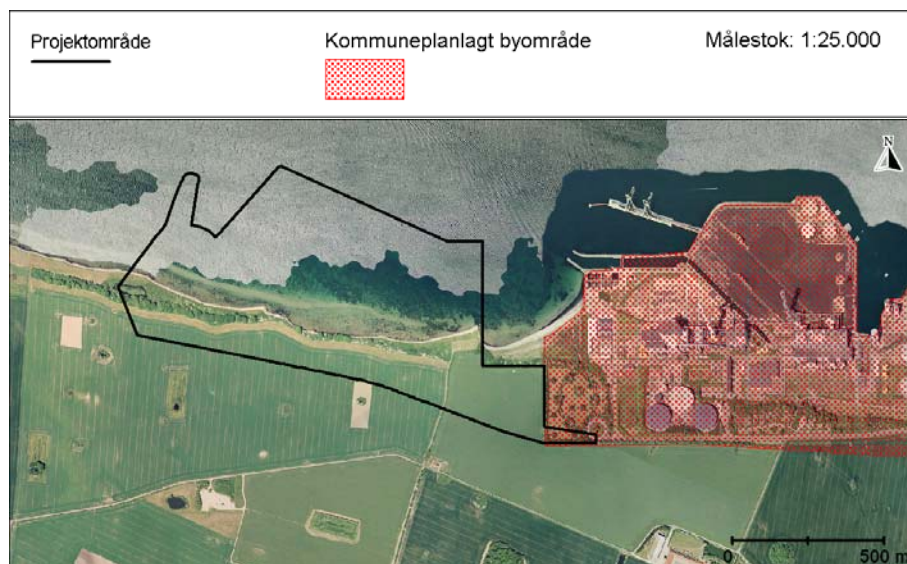 Projektområde
Kommuneplanlagt byområde
Målestok: 1:25.000
N
0 500 m